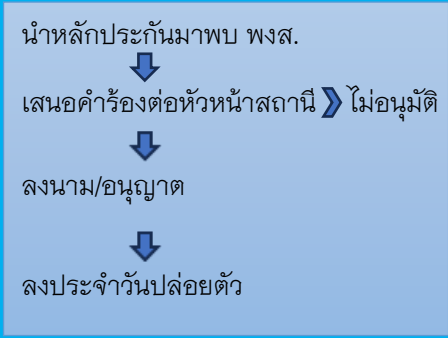 นำหลักประกันมาพบ พงส.
เสนอคำร้องต่อหัวหน้าสถานี ไม่อนุมัติ
ลงนาม/อนุญาต
ลงประจำวันปล่อยตัว